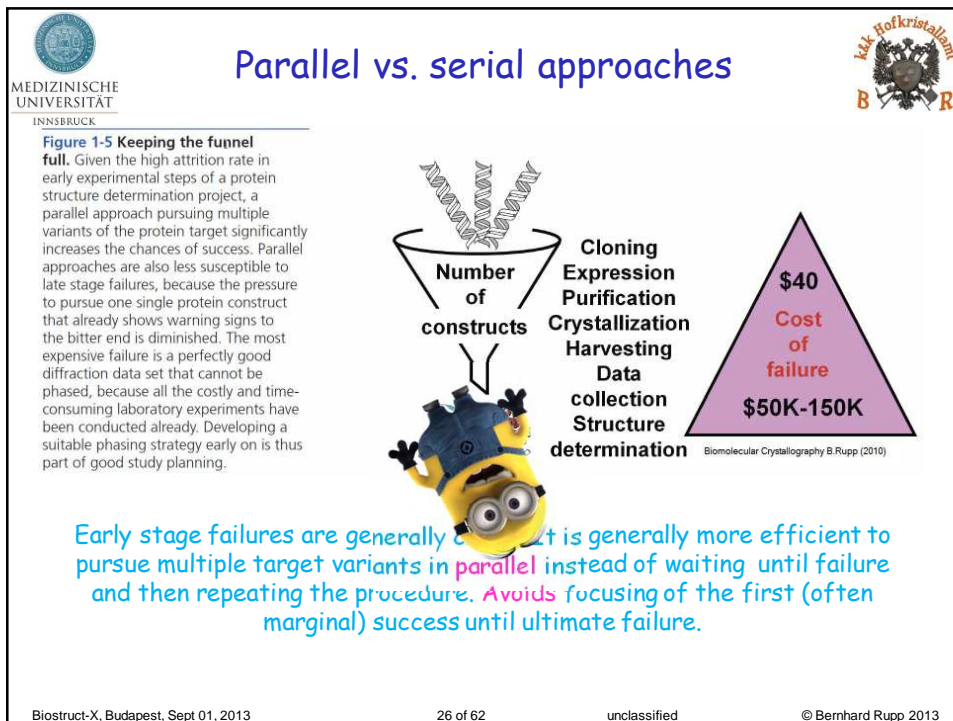 Parallel vs. serial approaches
MEDIZINISCHE
UNIVERSITÄT
INNSBRUCK
k&k Hofkristallamt
B R
Figure 1-5 Keeping the funnel
full. Given the high attrition rate in
early experimental steps of a protein
structure determination project, a
parallel approach pursuing multiple
variants of the protein target significantly
increases the chances of success. Parallel
approaches are also less susceptible to
late stage failures, because the pressure
to pursue one single protein construct
that already shows warning signs to
the bitter end is diminished. The most
expensive failure is a perfectly good
diffraction data set that cannot be
phased, because all the costly and time-
consuming laboratory experiments have
been conducted already. Developing a
suitable phasing strategy early on is thus
part of good study planning.
Number
of
constructs
Cloning
Expression
Purification
Crystallization
Harvesting
Data
collection
Structure
determination
$40
Cost
of
failure
$50K-150K
Biomolecular Crystallography B.Rupp (2010)
Early stage failures are generally It is generally more efficient to
pursue multiple target variants in parallel instead of waiting until failure
and then repeating the procedure. Avoids focusing of the first (often
marginal) success until ultimate failure.
Biostruct-X, Budapest, Sept 01, 2013
26 of 62
unclassified
© Bernhard Rupp 2013